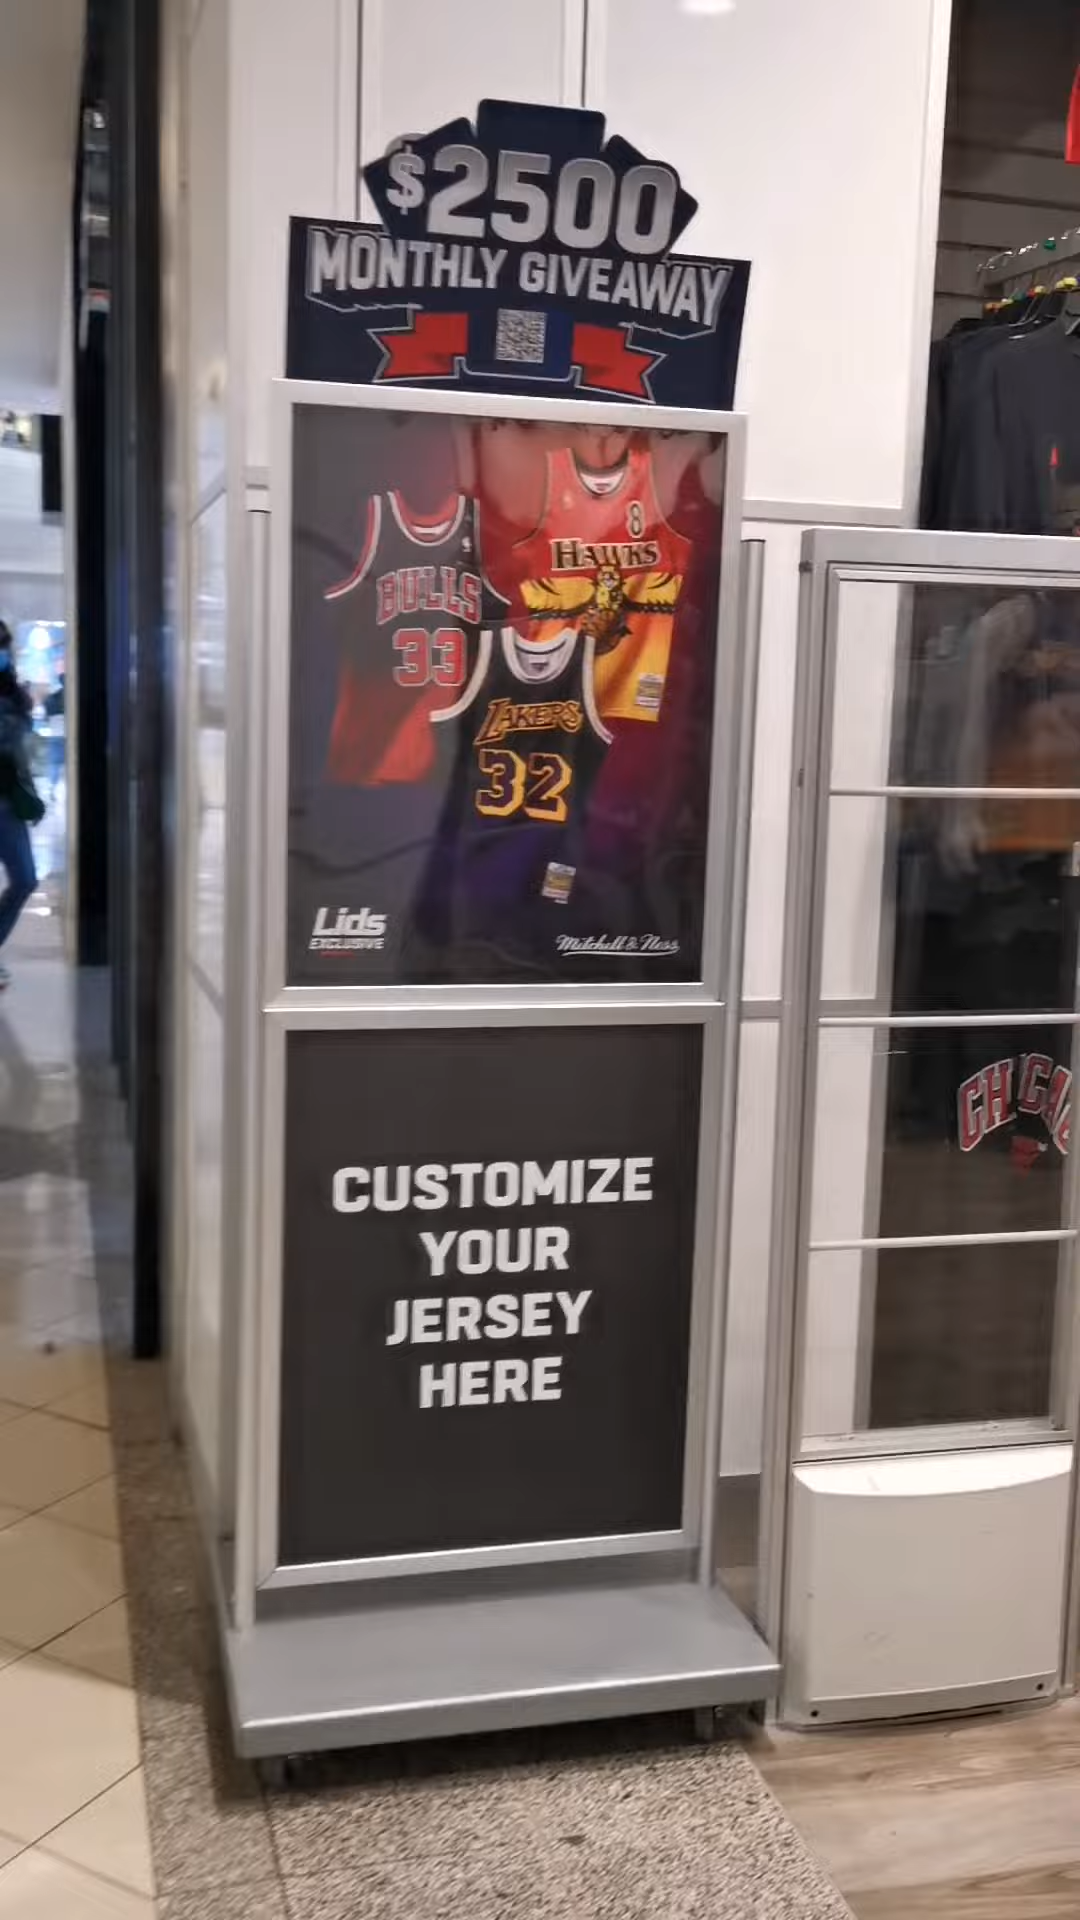 $2500
MONTHLY GIVEAWAY
8
HAWKS
BULLS
33
LAKERS
32
Lids
EXCLUSIVE
Mitchell & Ness
CUSTOMIZE
YOUR
JERSEY
HERE